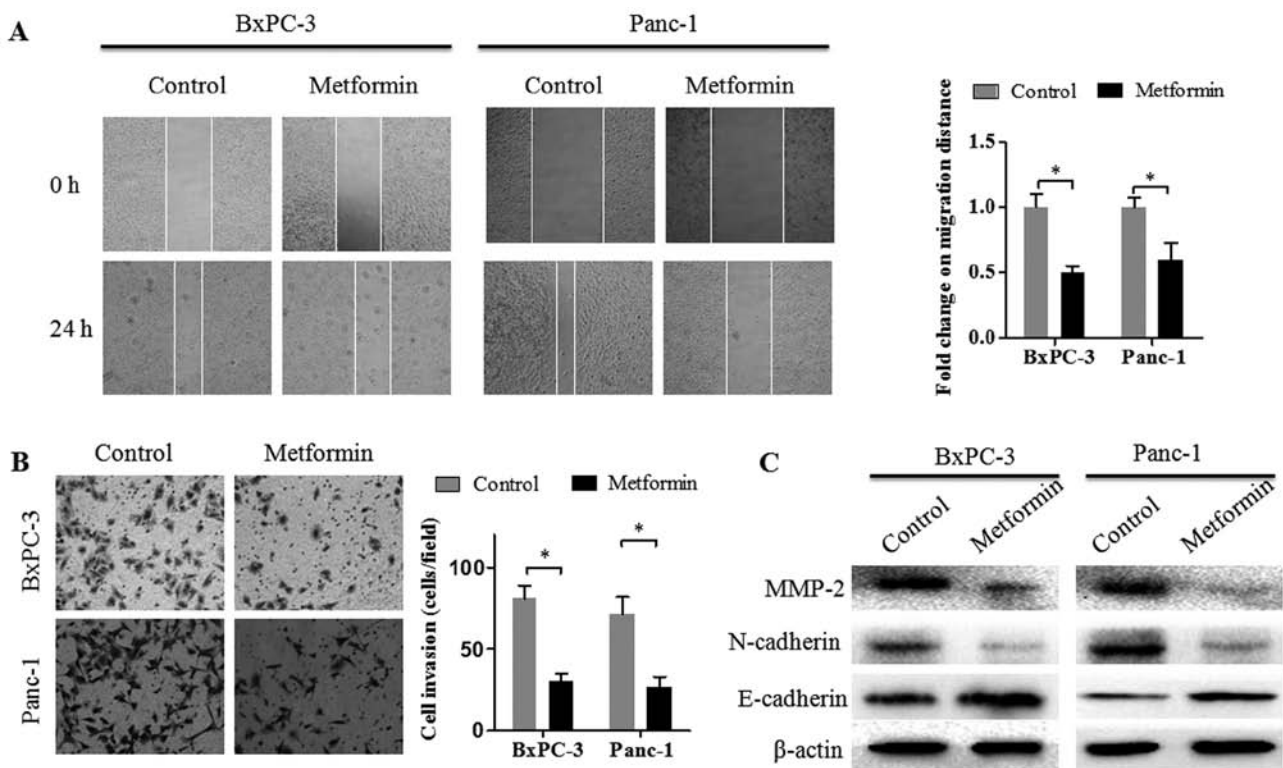 A
BxPC-3
Panc-1
Control
Metformin
Control
Metformin
0 h
24 h
Control
Metformin
Fold change on migration distance
1.5
1.0
0.5
0.0
BxPC-3
Panc-1
*
*
B
Control
Metformin
BxPC-3
Panc-1
Control
Metformin
Cell invasion (cells/field)
100
50
0
BxPC-3
Panc-1
*
*
C
BxPC-3
Panc-1
Control
Metformin
Control
Metformin
MMP-2
N-cadherin
E-cadherin
β-actin